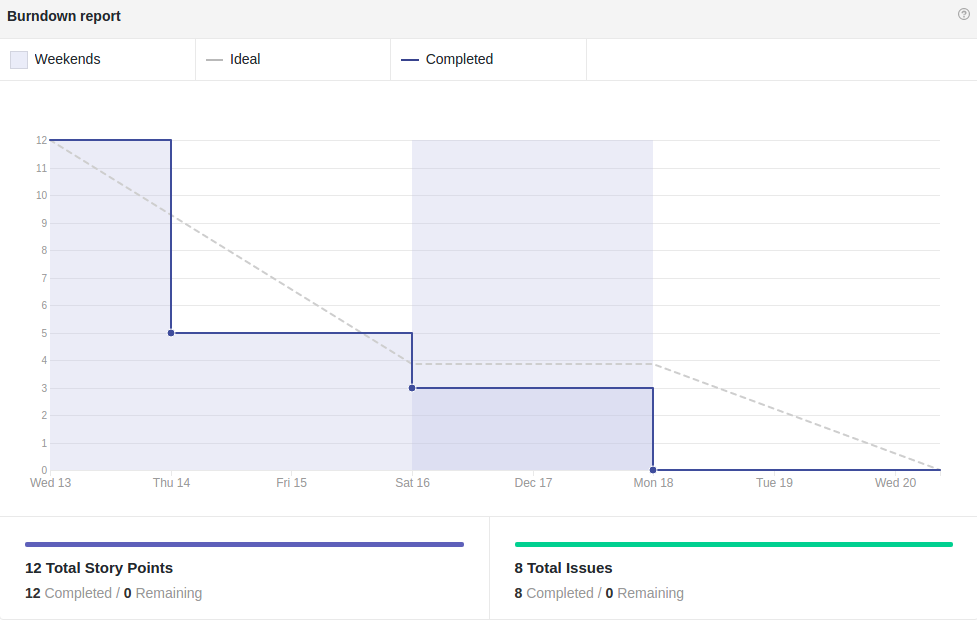 Burndown report
?
Weekends
Ideal
Completed
12
11
10
9
8
7
6
5
4
3
2
1
0
Wed 13 Thu 14 Fri 15 Sat 16 Dec 17 Mon 18 Tue 19 Wed 20
12 Total Story Points
12 Completed / 0 Remaining
8 Total Issues
8 Completed / 0 Remaining